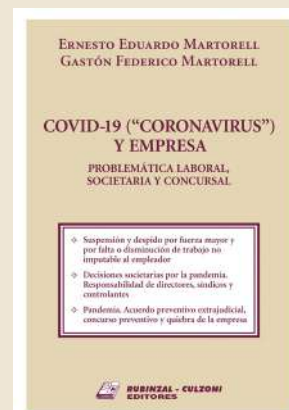 ERNESTO EDUARDO MARTORELL
GASTÓN FEDERICO MARTORELL
COVID-19 (“CORONAVIRUS”)
Y EMPRESA
PROBLEMÁTICA LABORAL,
SOCIETARIA Y CONCURSAL
Suspensión y despido por fuerza mayor y
por falta o disminución de trabajo no
imputable al empleador
Decisiones societarias por la pandemia.
Responsabilidad de directores, síndicos y
controlantes
Pandemia. Acuerdo preventivo extrajudicial,
concurso preventivo y quiebra de la empresa
RUBINZAL - CULZONI
EDITORES